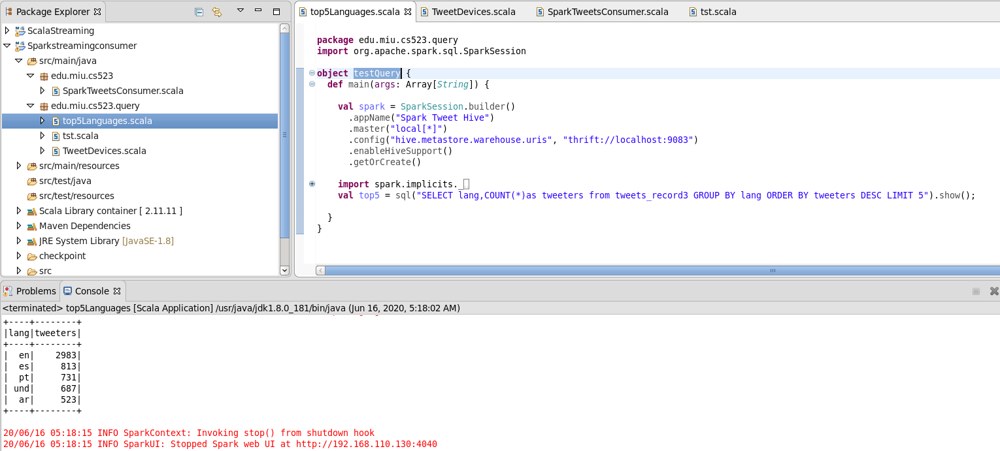 Package Explorer
ScalaStreaming
Sparkstreamingconsumer
src/main/java
edu.miu.cs523
SparkTweetsConsumer.scala
edu.miu.cs523.query
top5Languages.scala
tst.scala
TweetDevices.scala
src/main/resources
src/test/java
src/test/resources
Scala Library container [ 2.11.11 ]
Maven Dependencies
JRE System Library [JavaSE-1.8]
checkpoint
src
top5Languages.scala TweetDevices.scala SparkTweetsConsumer.scala tst.scala
package edu.miu.cs523.query
import org.apache.spark.sql.SparkSession
object testQuery {
def main(args: Array[String]) {
val spark = SparkSession.builder()
.appName("Spark Tweet Hive")
.master("local[*]")
.config("hive.metastore.warehouse.uris", "thrift://localhost:9083")
.enableHiveSupport()
.getOrCreate()
import spark.implicits._
val top5 = sql("SELECT lang,COUNT(*)as tweeters from tweets_record3 GROUP BY lang ORDER BY tweeters DESC LIMIT 5").show();
}
}
Problems Console
<terminated> top5Languages [Scala Application] /usr/java/jdk1.8.0_181/bin/java (Jun 16, 2020, 5:18:02 AM)
+----+--------+
|lang|tweeters|
+----+--------+
|  en|    2983|
|  es|     813|
|  pt|     731|
| und|     687|
|  ar|     523|
+----+--------+
20/06/16 05:18:15 INFO SparkContext: Invoking stop() from shutdown hook
20/06/16 05:18:15 INFO SparkUI: Stopped Spark web UI at http://192.168.110.130:4040